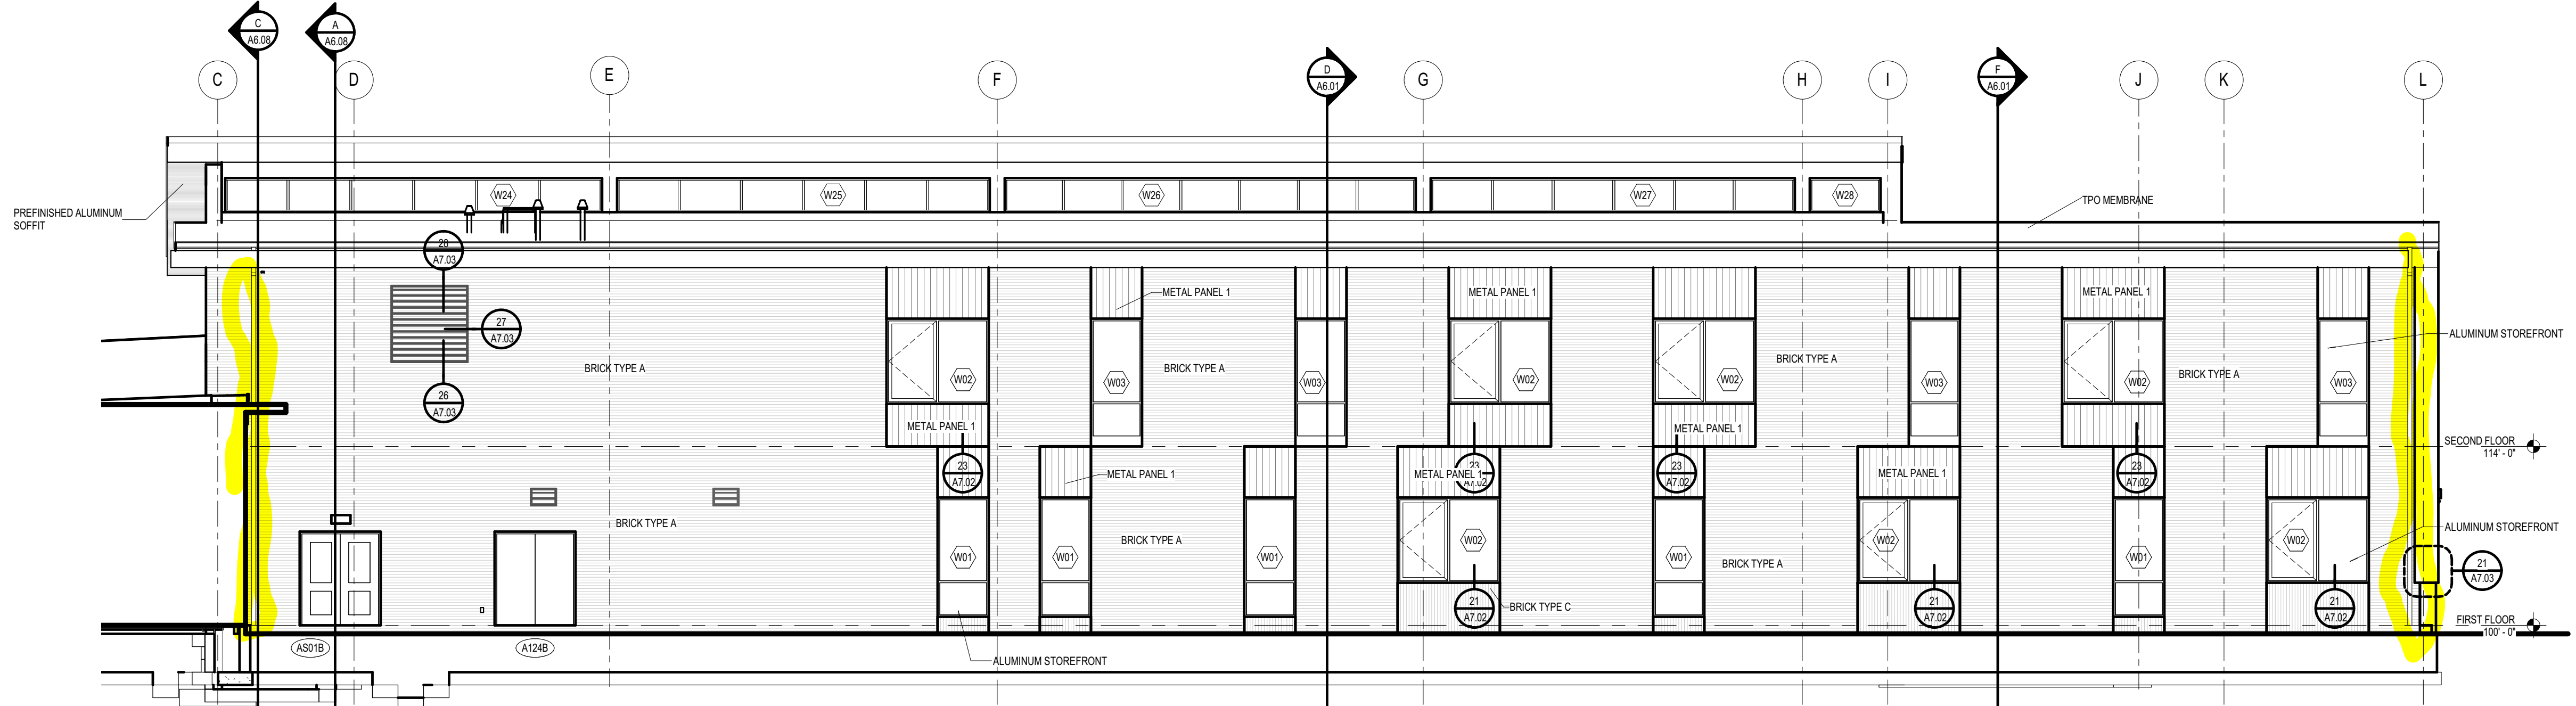 C
A6.08
A
A6.08
D
A6.01
F
A6.01
C
D
E
F
G
H
I
J
K
L
PREFINISHED ALUMINUM
SOFFIT
W24
W25
W26
W27
W28
TPO MEMBRANE
28
A7.03
27
A7.03
26
A7.03
METAL PANEL 1
METAL PANEL 1
METAL PANEL 1
ALUMINUM STOREFRONT
BRICK TYPE A
BRICK TYPE A
BRICK TYPE A
BRICK TYPE A
W02
W03
W03
W02
W02
W03
W02
W03
METAL PANEL 1
METAL PANEL 1
SECOND FLOOR
114' - 0"
23
A7.02
METAL PANEL 1
23
A7.02
METAL PANEL 1
23
A7.02
METAL PANEL 1
23
A7.02
BRICK TYPE A
BRICK TYPE A
BRICK TYPE A
ALUMINUM STOREFRONT
W01
W01
W01
W02
W01
W02
W01
W02
21
A7.03
21
A7.02
BRICK TYPE C
21
A7.02
21
A7.02
FIRST FLOOR
100' - 0"
AS01B
A124B
ALUMINUM STOREFRONT